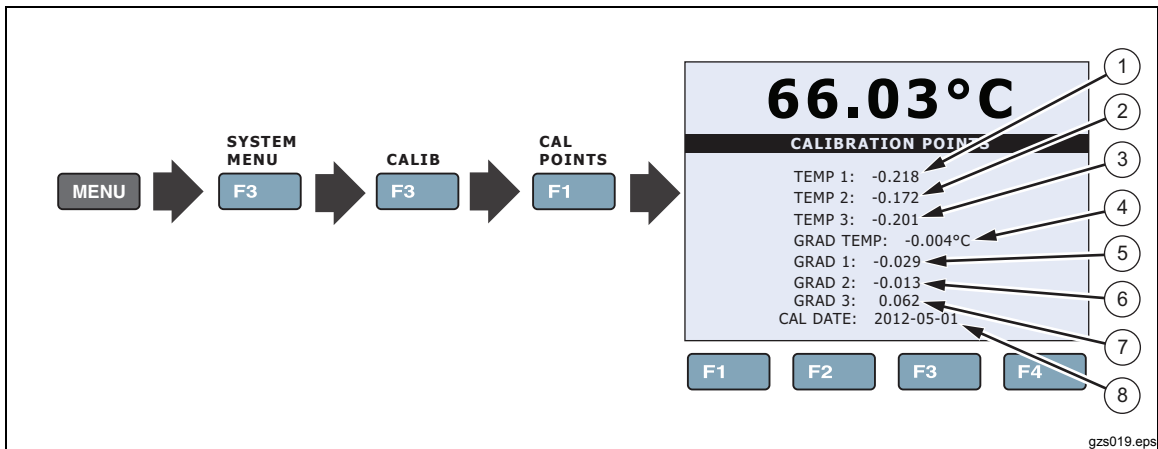 MENU
SYSTEM
MENU
F3
CALIB
F3
CAL
POINTS
F1
66.03°C
CALIBRATION POINTS
TEMP 1: -0.218
TEMP 2: -0.172
TEMP 3: -0.201
GRAD TEMP: -0.004°C
GRAD 1: -0.029
GRAD 2: -0.013
GRAD 3: 0.062
CAL DATE: 2012-05-01
F1 F2 F3 F4
1
2
3
4
5
6
7
8
gzs019.eps